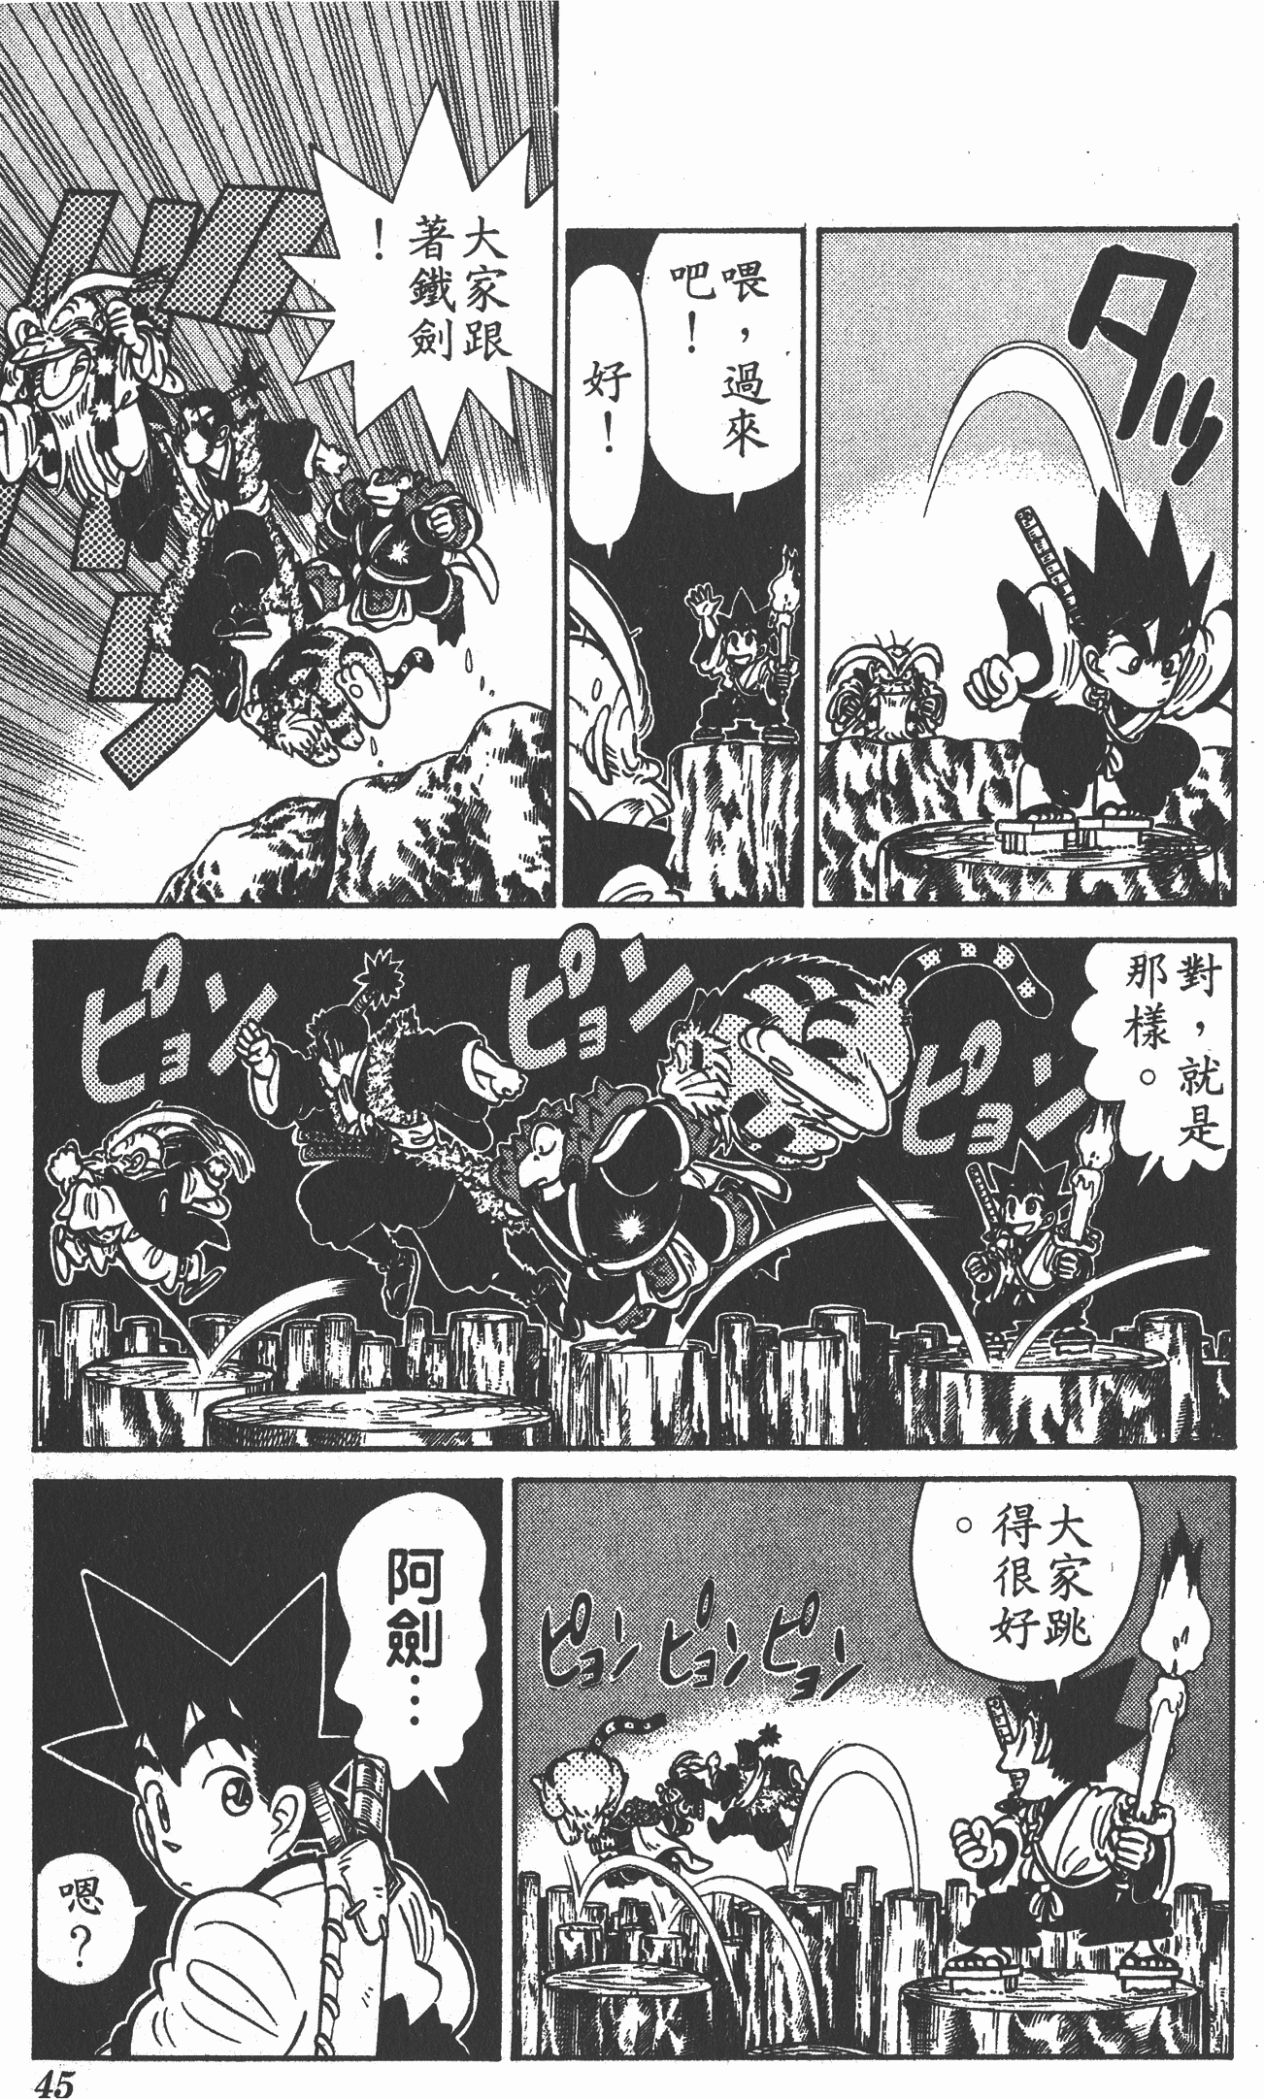 タッ
喂，過來
吧！
好！
大家跟
著鐵劍
！
對，就是
那樣。
ピョン
ピョン
ピョン
大家跳
得很好
。
ピョン
ピョン
ピョン
阿劍…
嗯？
45